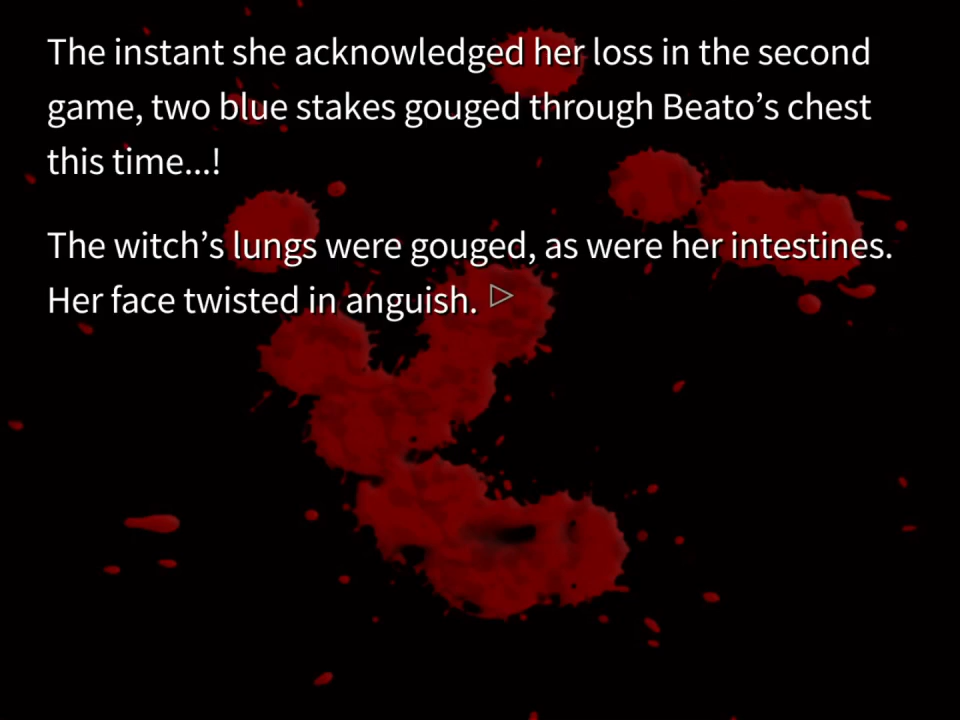 The instant she acknowledged her loss in the second
game, two blue stakes gouged through Beato’s chest
this time...!
The witch’s lungs were gouged, as were her intestines.
Her face twisted in anguish.